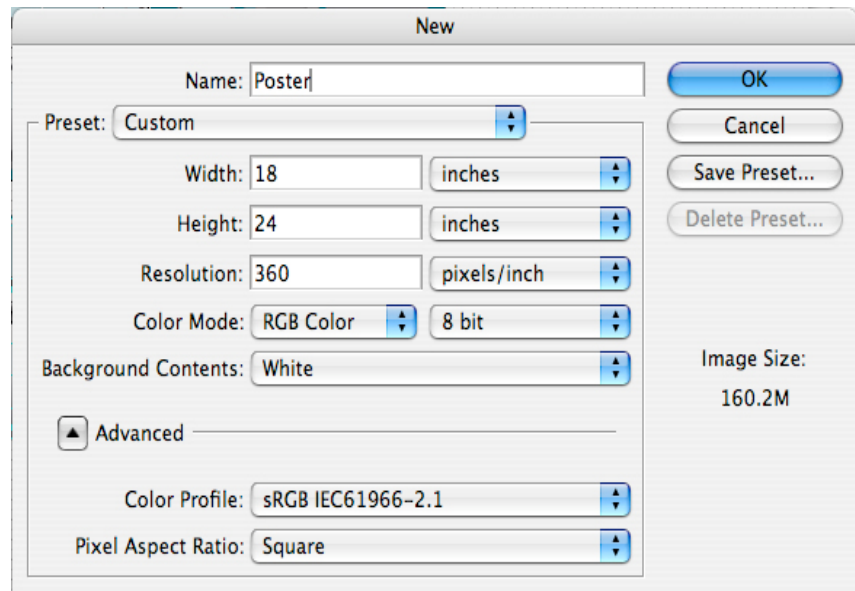 New
Name: Poster
OK
Preset: Custom
Cancel
Width: 18 inches
Save Preset...
Height: 24 inches
Delete Preset...
Resolution: 360 pixels/inch
Color Mode: RGB Color 8 bit
Background Contents: White
Image Size:
160.2M
Advanced
Color Profile: sRGB IEC61966-2.1
Pixel Aspect Ratio: Square